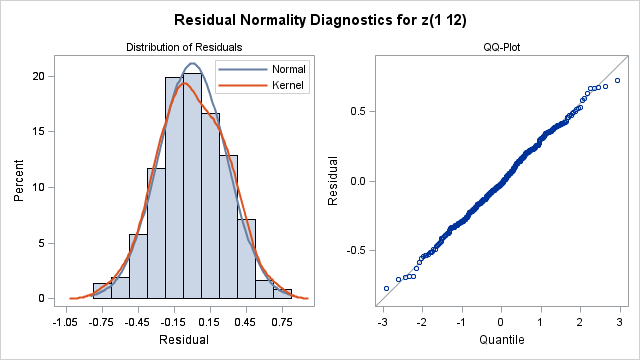 Residual Normality Diagnostics for z(1 12)
Distribution of Residuals
Normal
Kernel
Percent
20
15
10
5
0
-1.05 -0.75 -0.45 -0.15 0.15 0.45 0.75
Residual
QQ-Plot
Residual
0.5
0.0
-0.5
-3 -2 -1 0 1 2 3
Quantile